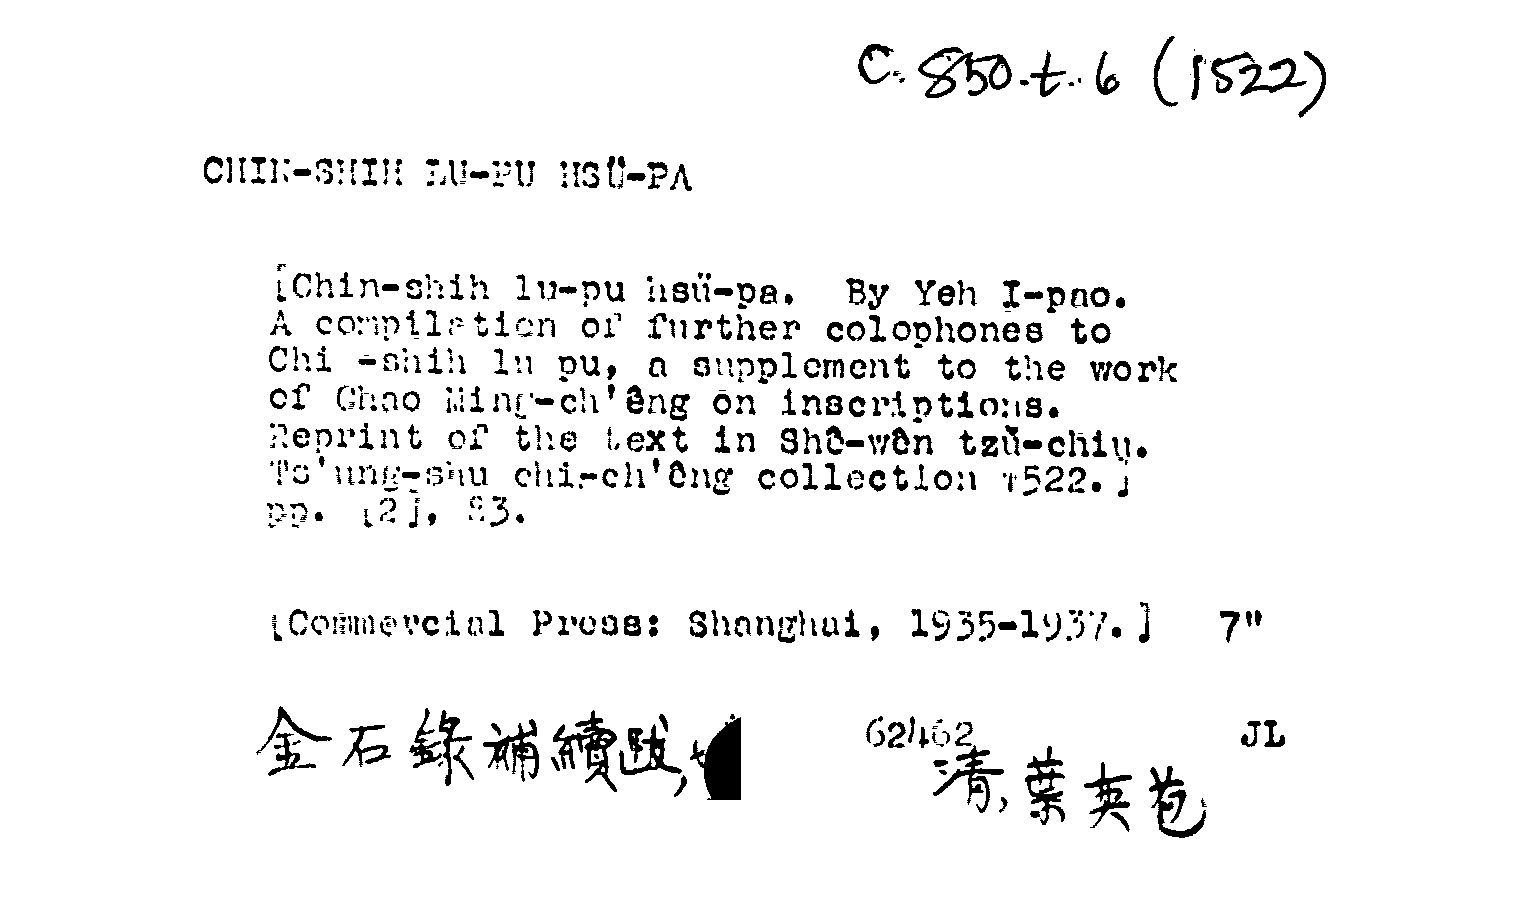 C. 850.t.6 (1522)
CHIN-SHIH LU-PU HSÜ-PA
[Chin-shih lu-pu hsü-pa. By Yeh I-pao.
A compilation of further colophones to
Chi -shih lu pu, a supplement to the work
of Chao Ming-ch'êng on inscriptions.
Reprint of the text in Shê-wên tzŭ-chiu.
Ts'ung-shu chi-ch'êng collection 1522.]
pp. [2], 83.
[Commercial Press: Shanghai, 1935-1937.] 7"
金石錄補續跋, 62462 JL
清, 葉奕苞